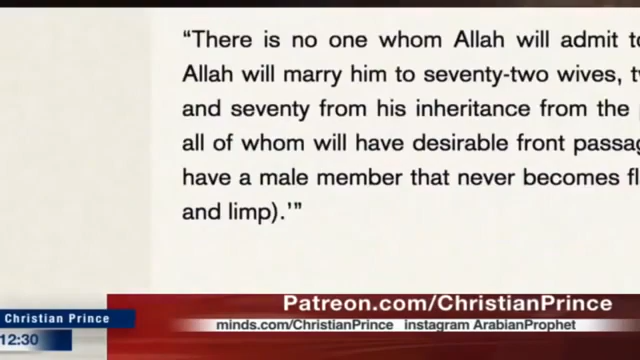 “There is no one whom Allah will admit to
Allah will marry him to seventy-two wives,
and seventy from his inheritance from the
all of whom will have desirable front
have a male member that never becomes
and limp).’”
Patreon.com/ChristianPrince
Christian Prince
minds.com/ChristianPrince instagram ArabianProphet
12:30